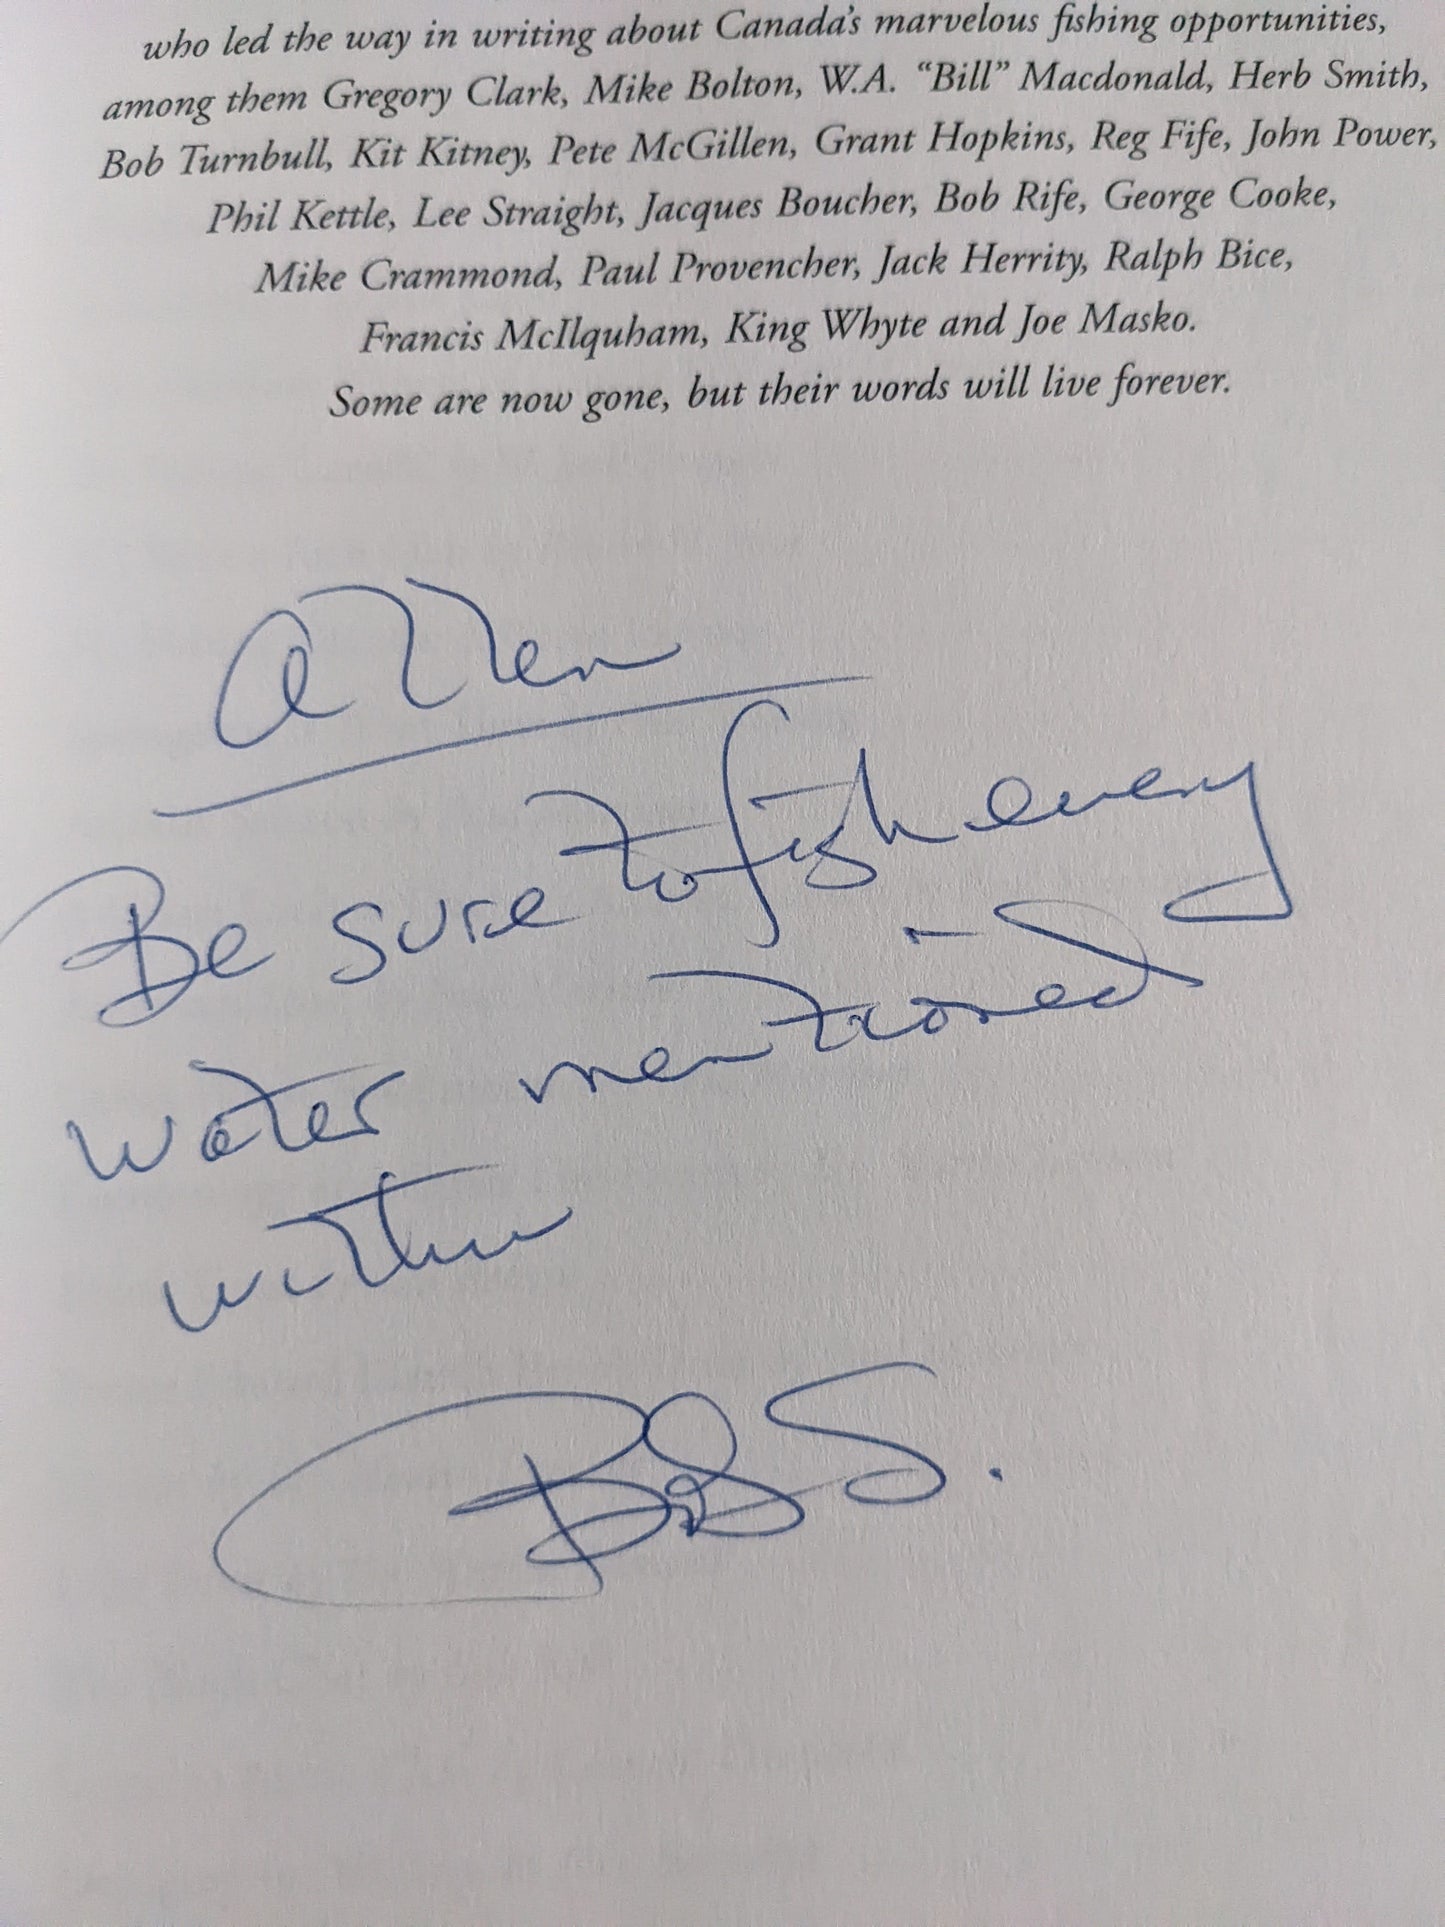 who led the way in writing about Canada's marvelous fishing opportunities,
among them Gregory Clark, Mike Bolton, W.A. “Bill” Macdonald, Herb Smith,
Bob Turnbull, Kit Kitney, Pete McGillen, Grant Hopkins, Reg Fife, John Power,
Phil Kettle, Lee Straight, Jacques Boucher, Bob Rife, George Cooke,
Mike Crammond, Paul Provencher, Jack Herrity, Ralph Bice,
Francis McIlquham, King Whyte and Joe Masko.
Some are now gone, but their words will live forever.
Allen
Be sure to fish every
water mentioned
within